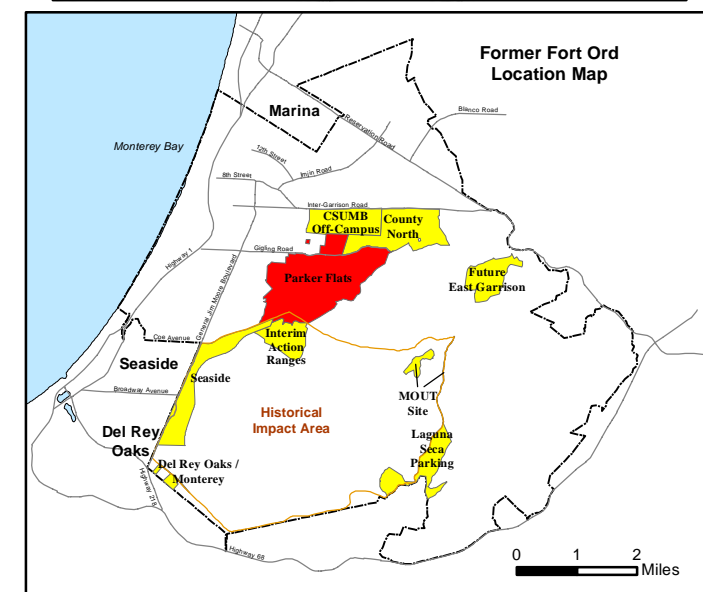 Former Fort Ord
Location Map
Marina
Blanco Road
Reservation Road
Monterey Bay
12th Street
Imjin Road
8th Street
Inter-Garrison Road
CSUMB
Off-Campus
County
North
Gigling Road
Highway 1
General Jim Moore Boulevard
Parker Flats
Future
East Garrison
Coe Avenue
Interim
Action
Ranges
Seaside
Seaside
Broadway Avenue
MOUT
Site
Historical
Impact Area
Del Rey
Oaks
Laguna
Seca
Parking
Del Rey Oaks /
Monterey
Highway 218
Highway 68
0 1 2
Miles